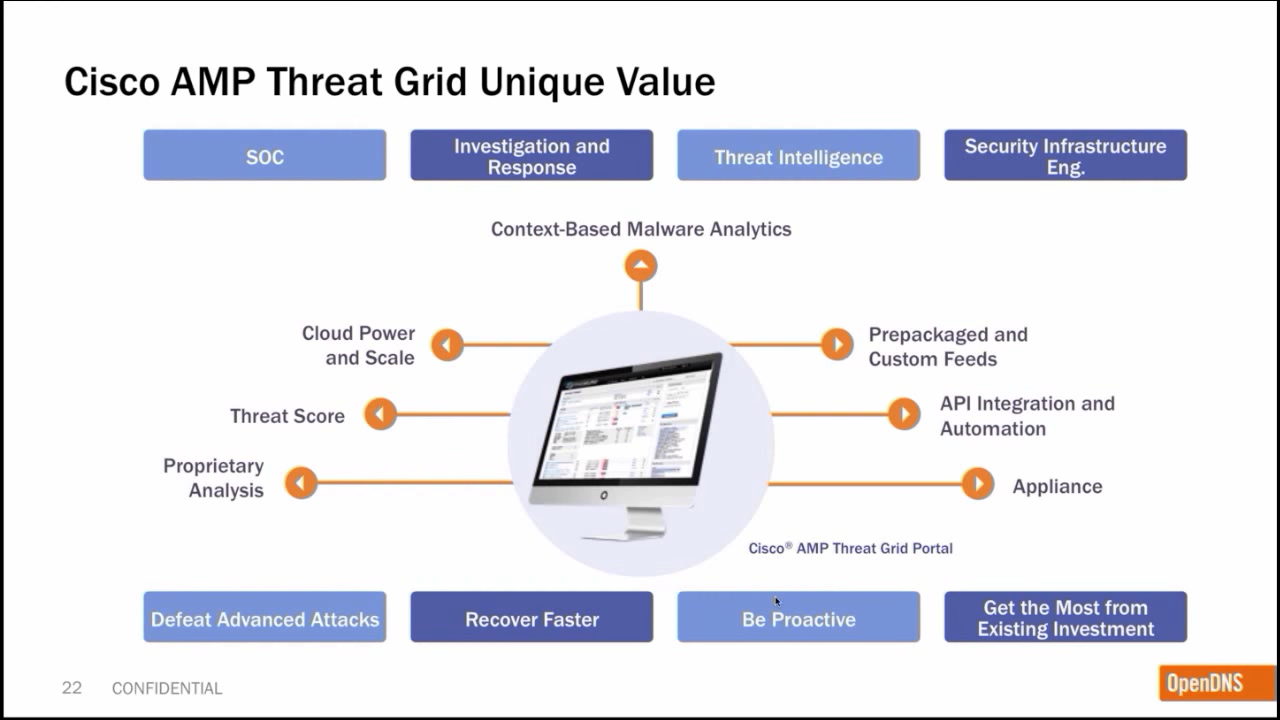 Cisco AMP Threat Grid Unique Value
SOC
Investigation and
Response
Threat Intelligence
Security Infrastructure
Eng.
Context-Based Malware Analytics
Cloud Power
and Scale
Prepackaged and
Custom Feeds
Threat Score
API Integration and
Automation
Proprietary
Analysis
Appliance
Cisco® AMP Threat Grid Portal
Defeat Advanced Attacks
Recover Faster
Be Proactive
Get the Most from
Existing Investment
22 CONFIDENTIAL
OpenDNS